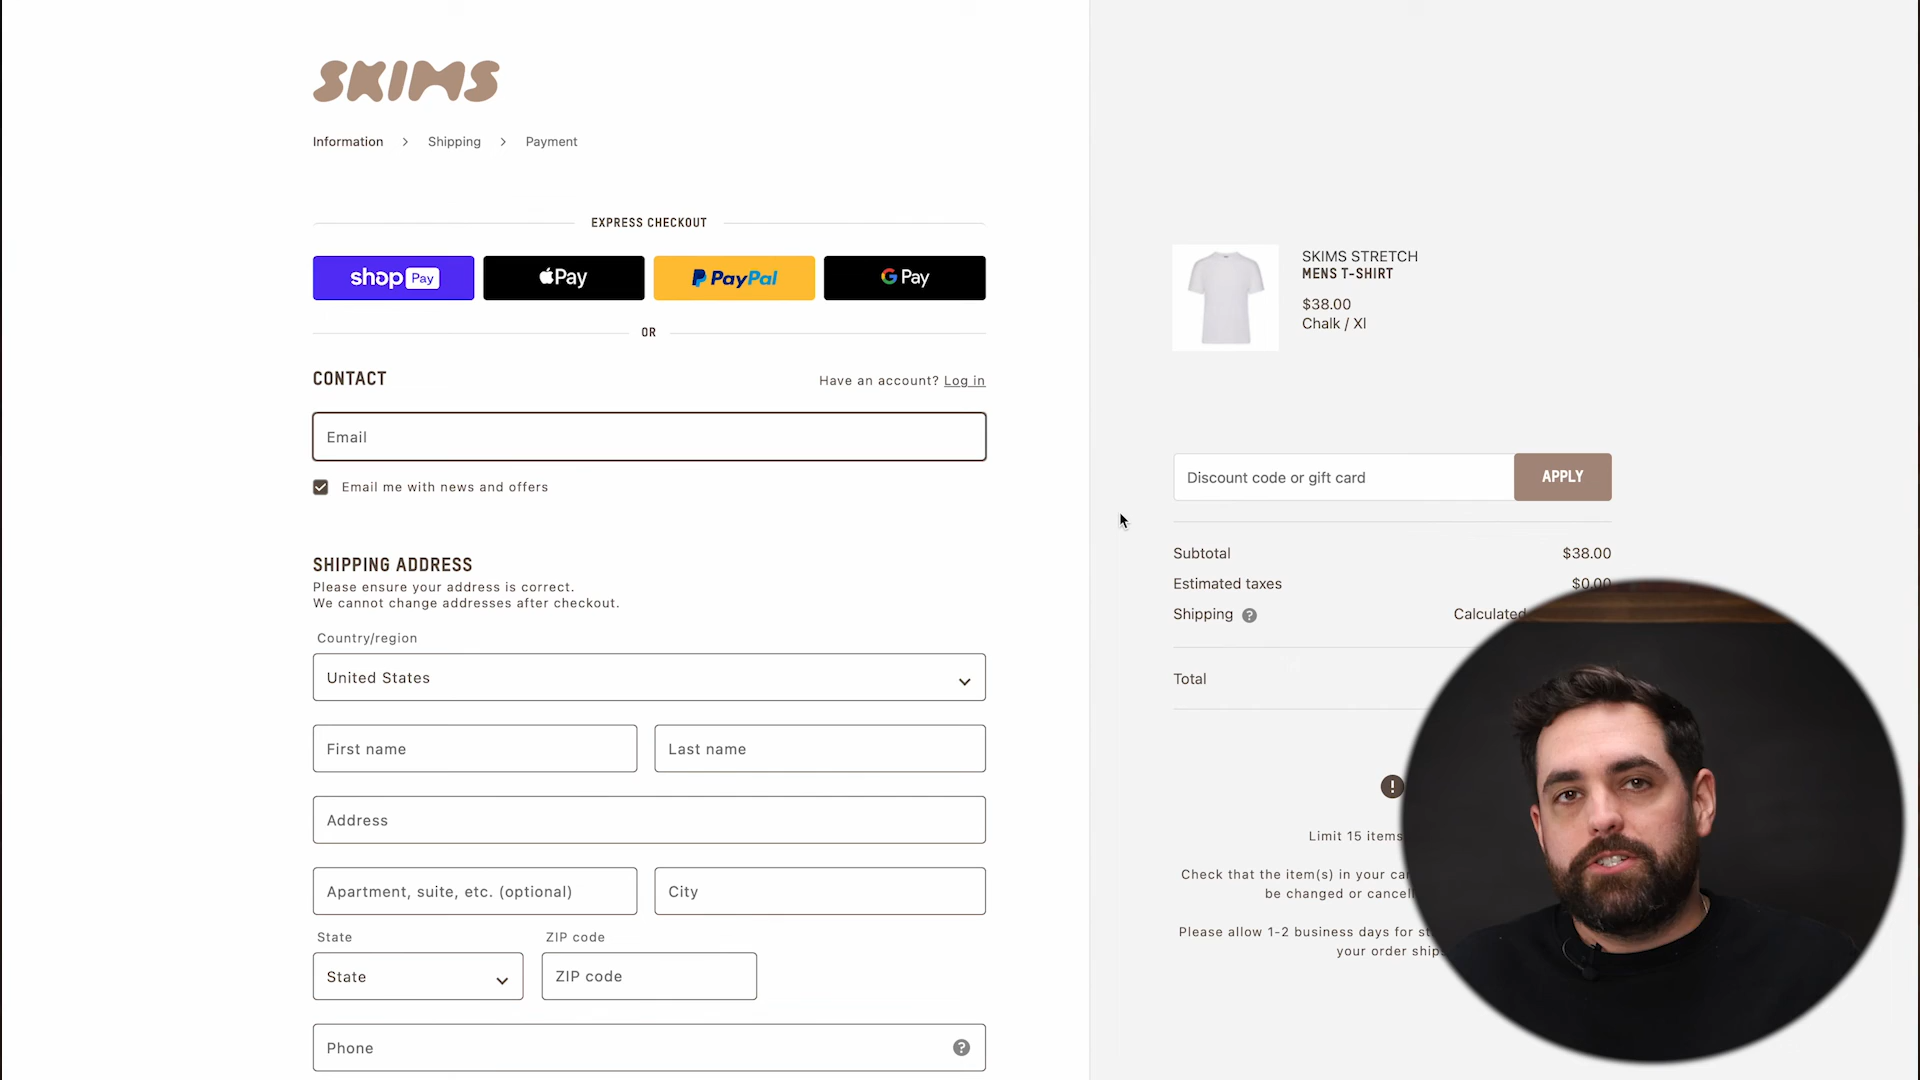 SKIMS
Information > Shipping > Payment
EXPRESS CHECKOUT
shop Pay
Pay
PayPal
G Pay
OR
CONTACT
Have an account? Log in
Email
Email me with news and offers
SHIPPING ADDRESS
Please ensure your address is correct.
We cannot change addresses after checkout.
Country/region
United States
First name
Last name
Address
Apartment, suite, etc. (optional)
City
State
ZIP code
State
ZIP code
Phone
?
SKIMS STRETCH
MENS T-SHIRT
$38.00
Chalk / Xl
Discount code or gift card
APPLY
Subtotal $38.00
Estimated taxes $0.00
Shipping ? Calculated
Total
!
Limit 15 items
Check that the item(s) in your
be changed or
Please allow 1-2 business days for
your order